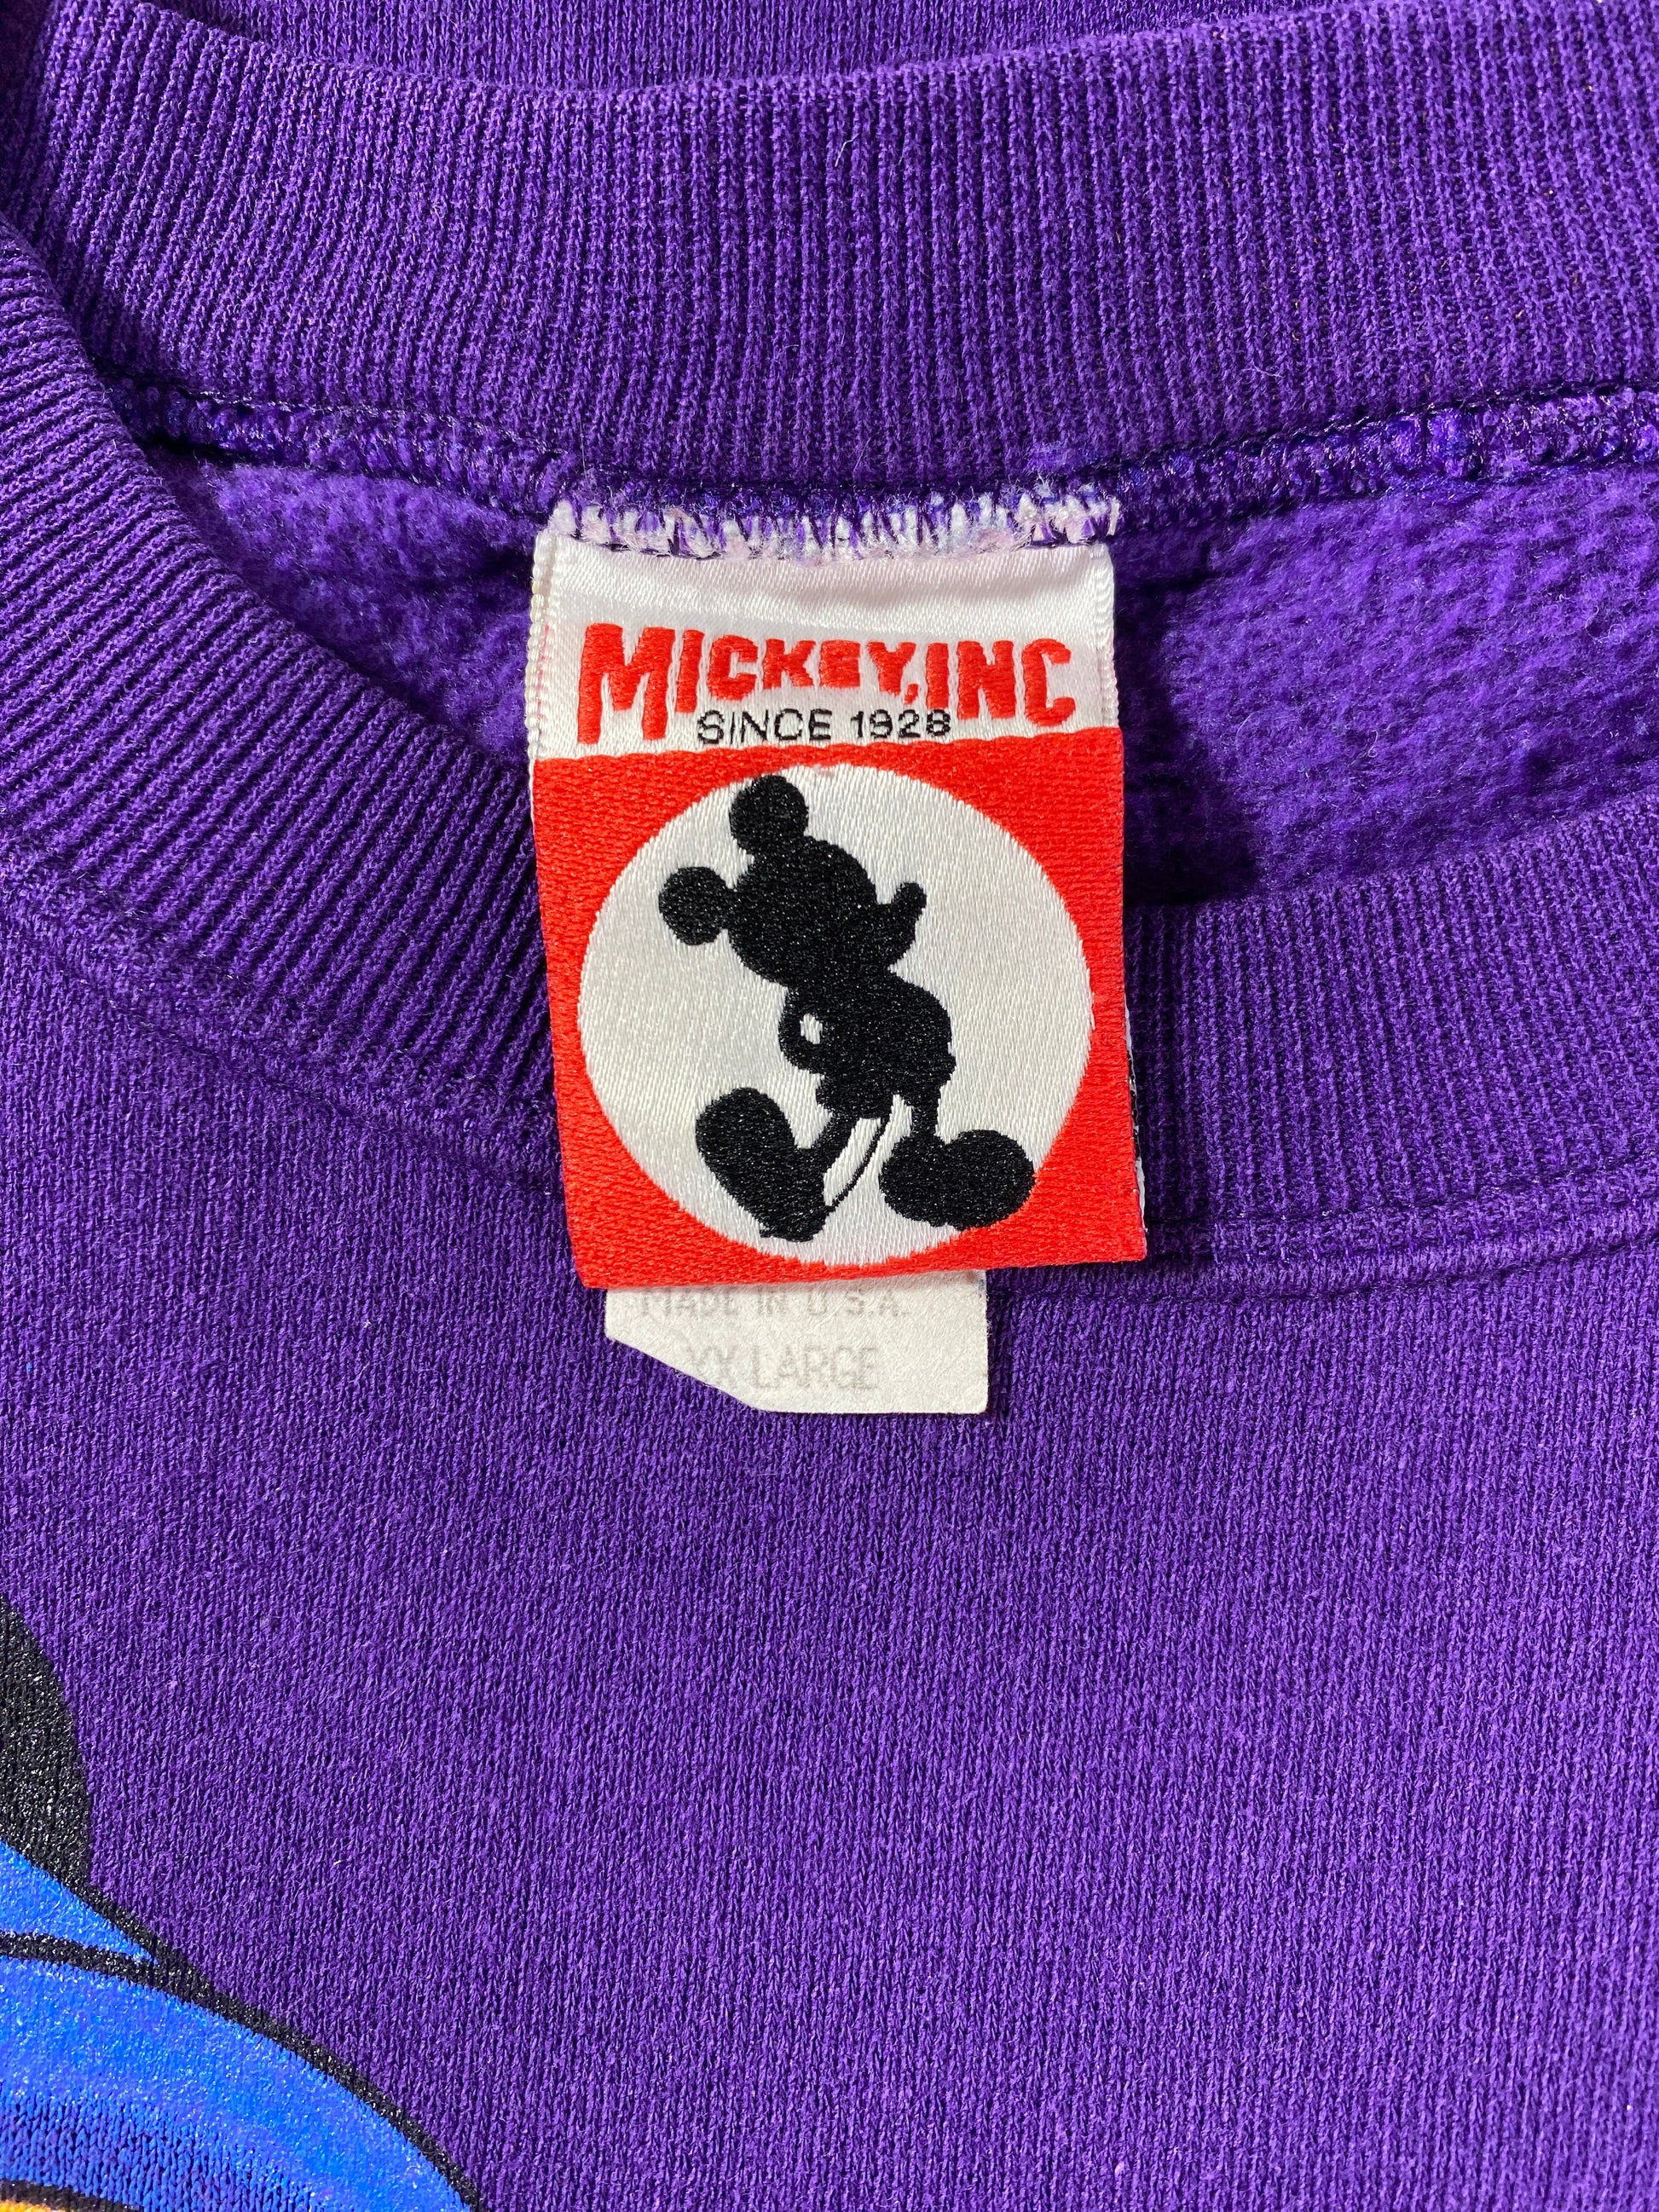 MICKEY, INC
SINCE 1928
MADE IN U.S.A.
XX LARGE